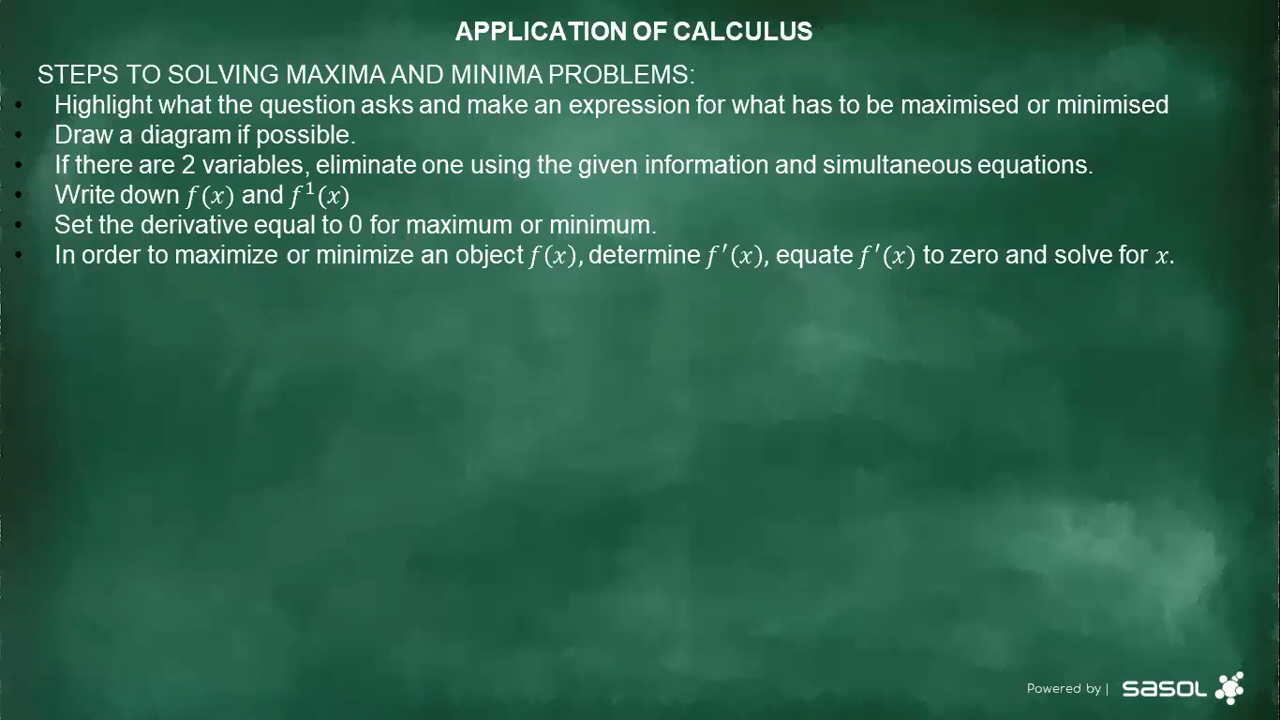 APPLICATION OF CALCULUS
STEPS TO SOLVING MAXIMA AND MINIMA PROBLEMS:
• Highlight what the question asks and make an expression for what has to be maximised or minimised
• Draw a diagram if possible.
• If there are 2 variables, eliminate one using the given information and simultaneous equations.
• Write down f(x) and f¹(x)
• Set the derivative equal to 0 for maximum or minimum.
• In order to maximize or minimize an object f(x), determine f′(x), equate f′(x) to zero and solve for x.
Powered by | sasol